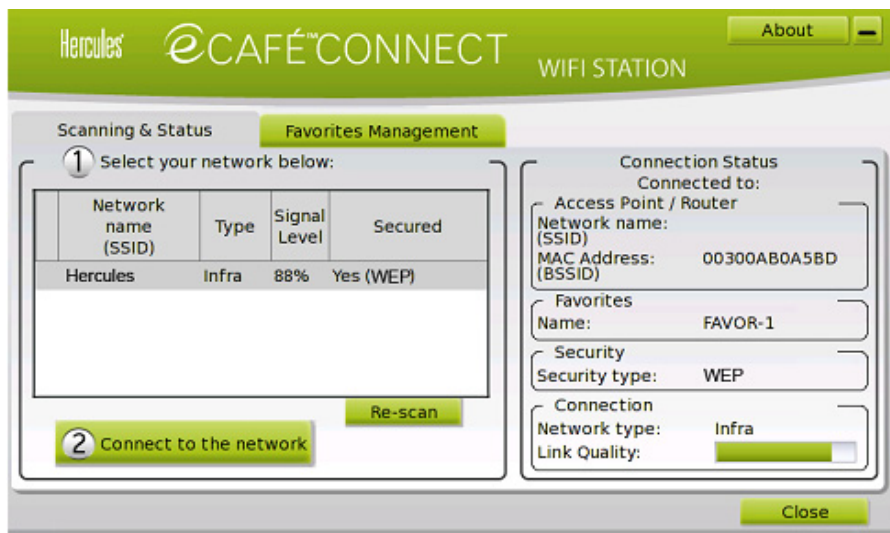 Hercules
eCAFÉ™CONNECT
WIFI STATION
About
Scanning & Status
Favorites Management
1 Select your network below:
Network name (SSID) Type Signal Level Secured
Hercules Infra 88% Yes (WEP)
Re-scan
2 Connect to the network
Connection Status
Connected to:
Access Point / Router
Network name:
(SSID)
MAC Address: 00300AB0A5BD
(BSSID)
Favorites
Name: FAVOR-1
Security
Security type: WEP
Connection
Network type: Infra
Link Quality:
Close